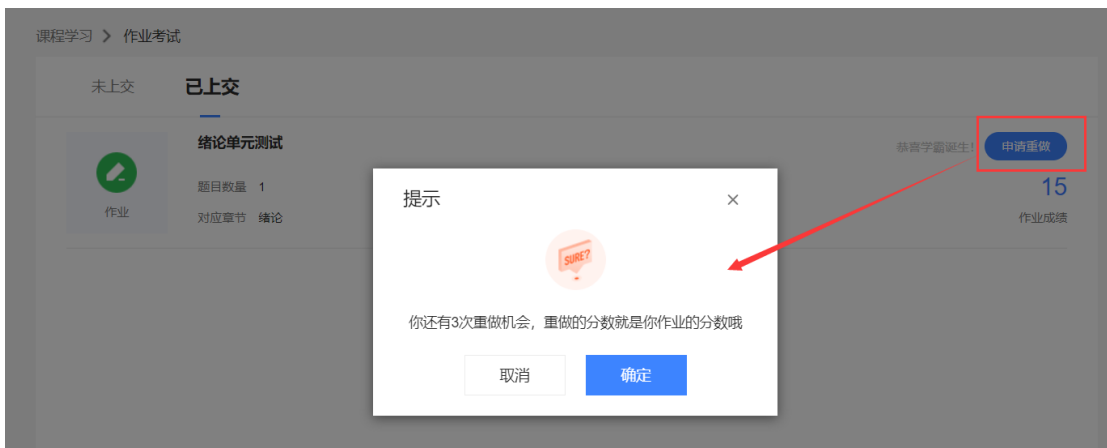 课程学习 > 作业考试
未上交 已上交
绪论单元测试
恭喜学霸诞生! 申请重做
题目数量 1
15
作业
对应章节 绪论
作业成绩
提示
SURE?
你还有3次重做机会，重做的分数就是你作业的分数哦
取消 确定